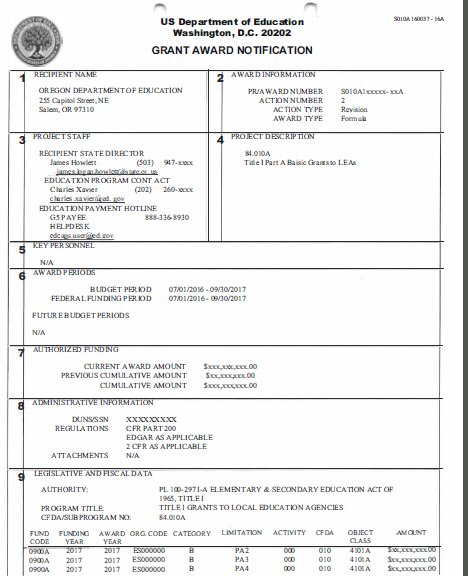 S010A160037 - 16A
US Department of Education
Washington, D.C. 20202
GRANT AWARD NOTIFICATION
1 RECIPIENT NAME
OREGON DEPARTMENT OF EDUCATION
255 Capitol Street, NE
Salem, OR 97310
2 AWARD INFORMATION
PR/AWARD NUMBER S010A1xxxxx- xxA
ACTION NUMBER 2
ACTION TYPE Revision
AWARD TYPE Formula
3 PROJECT STAFF
RECIPIENT STATE DIRECTOR
James Howlett (503) 947-xxxx
james.logan.howlett@state.or.us
EDUCATION PROGRAM CONTACT
Charles Xavier (202) 260-xxxx
charles.xavier@ed.gov
EDUCATION PAYMENT HOTLINE
G5 PAYEE 888-336-8930
HELPDESK
edcaps.user@ed.gov
4 PROJECT DESCRIPTION
84.010A
Title I Part A Baisic Grants to LEAs
5 KEY PERSONNEL
N/A
6 AWARD PERIODS
BUDGET PERIOD 07/01/2016 - 09/30/2017
FEDERAL FUNDING PERIOD 07/01/2016 - 09/30/2017
FUTURE BUDGET PERIODS
N/A
7 AUTHORIZED FUNDING
CURRENT AWARD AMOUNT $xxx,xxx,xxx.00
PREVIOUS CUMULATIVE AMOUNT $xx,xxx,xxx.00
CUMULATIVE AMOUNT $xxx,xxx,xxx.00
8 ADMINISTRATIVE INFORMATION
DUNS/SSN XXXXXXXXX
REGULATIONS CFR PART 200
EDGAR AS APPLICABLE
2 CFR AS APPLICABLE
ATTACHMENTS N/A
9 LEGISLATIVE AND FISCAL DATA
AUTHORITY: PL 100-297 I-A ELEMENTARY & SECONDARY EDUCATION ACT OF
1965, TITLE I
PROGRAM TITLE: TITLE I GRANTS TO LOCAL EDUCATION AGENCIES
CFDA/SUBPROGRAM NO: 84.010A
FUND CODE FUNDING YEAR AWARD YEAR ORG. CODE CATEGORY LIMITATION ACTIVITY CFDA OBJECT CLASS AMOUNT
0900A 2017 2017 ES000000 B PA2 000 010 4101A $xx,xxx,xxx.00
0900A 2017 2017 ES000000 B PA3 000 010 4101A $xx,xxx,xxx.00
0900A 2017 2017 ES000000 B PA4 000 010 4101A $xx,xxx,xxx.00